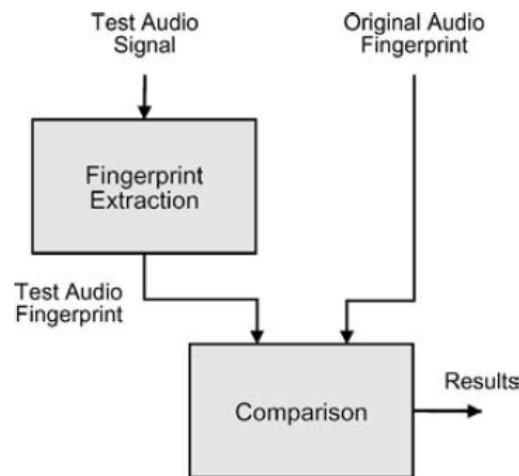 Test Audio
Signal
Original Audio
Fingerprint
Fingerprint
Extraction
Test Audio
Fingerprint
Comparison
Results